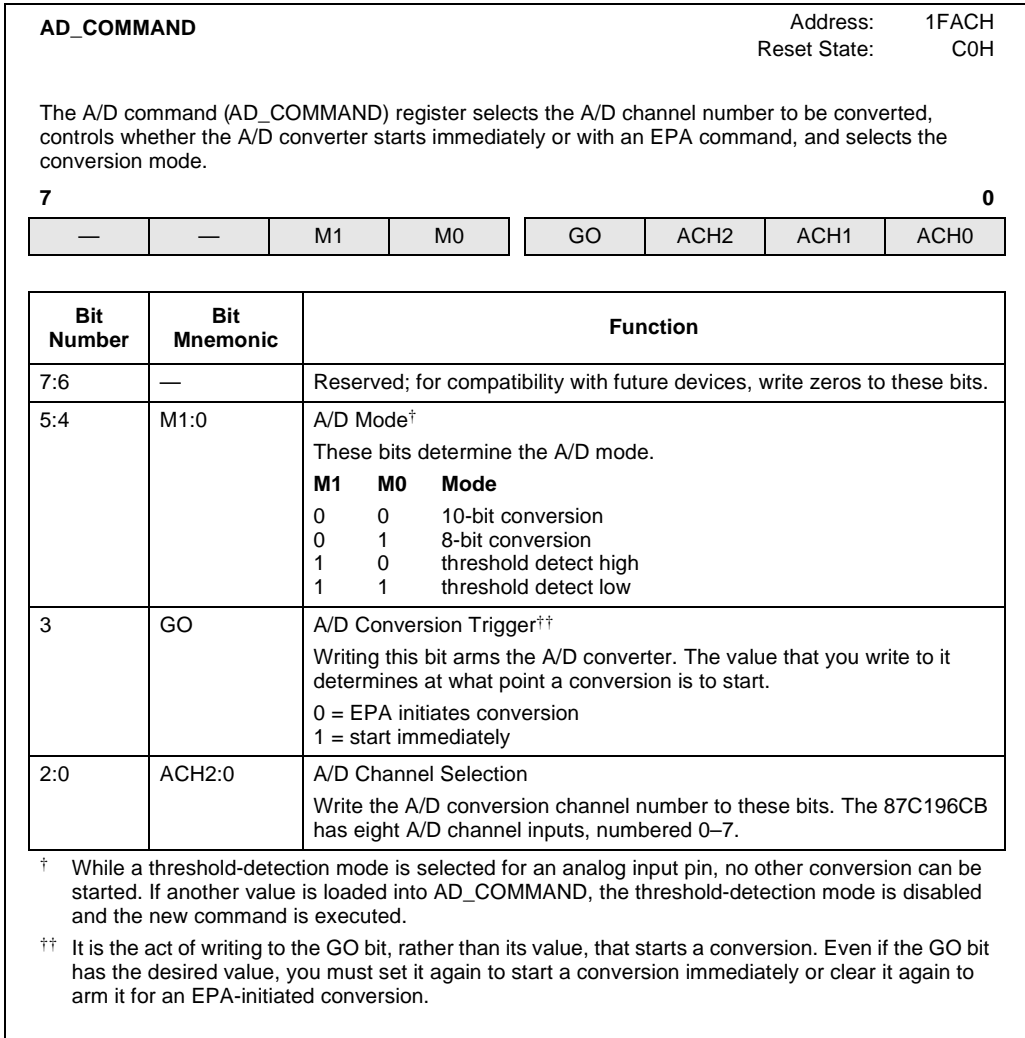 AD_COMMAND Address: 1FACH
Reset State: C0H
The A/D command (AD_COMMAND) register selects the A/D channel number to be converted,
controls whether the A/D converter starts immediately or with an EPA command, and selects the
conversion mode.
7 0
— — M1 M0 GO ACH2 ACH1 ACH0
Bit Number Bit Mnemonic Function
7:6 — Reserved; for compatibility with future devices, write zeros to these bits.
5:4 M1:0 A/D Mode†
These bits determine the A/D mode.
M1 M0 Mode
0 0 10-bit conversion
0 1 8-bit conversion
1 0 threshold detect high
1 1 threshold detect low
3 GO A/D Conversion Trigger††
Writing this bit arms the A/D converter. The value that you write to it
determines at what point a conversion is to start.
0 = EPA initiates conversion
1 = start immediately
2:0 ACH2:0 A/D Channel Selection
Write the A/D conversion channel number to these bits. The 87C196CB
has eight A/D channel inputs, numbered 0–7.
† While a threshold-detection mode is selected for an analog input pin, no other conversion can be
started. If another value is loaded into AD_COMMAND, the threshold-detection mode is disabled
and the new command is executed.
†† It is the act of writing to the GO bit, rather than its value, that starts a conversion. Even if the GO bit
has the desired value, you must set it again to start a conversion immediately or clear it again to
arm it for an EPA-initiated conversion.